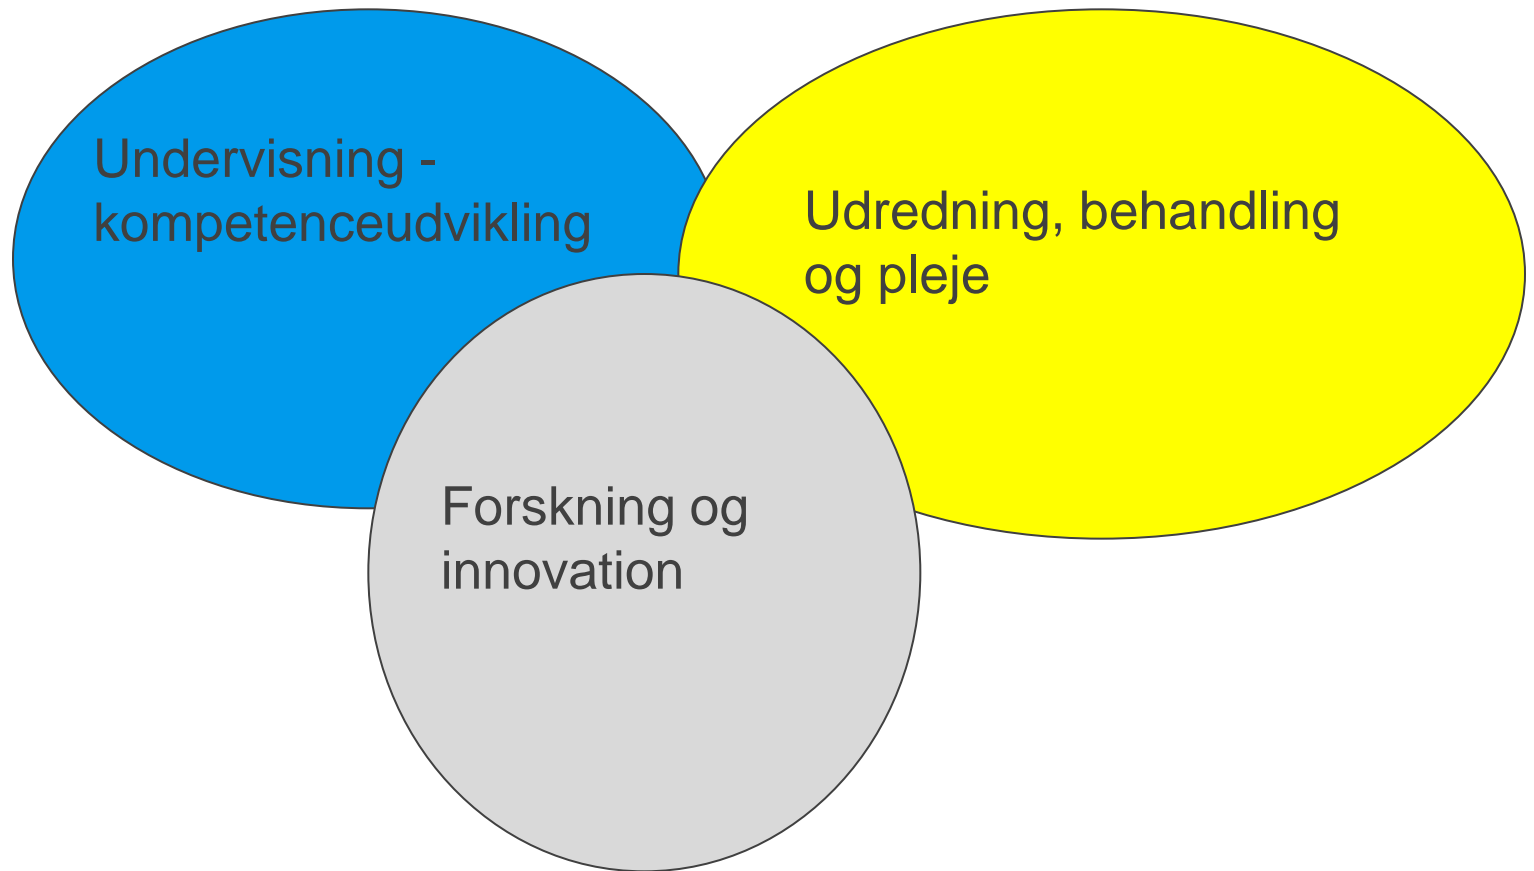 Undervisning -
kompetenceudvikling
Udredning, behandling
og pleje
Forskning og
innovation